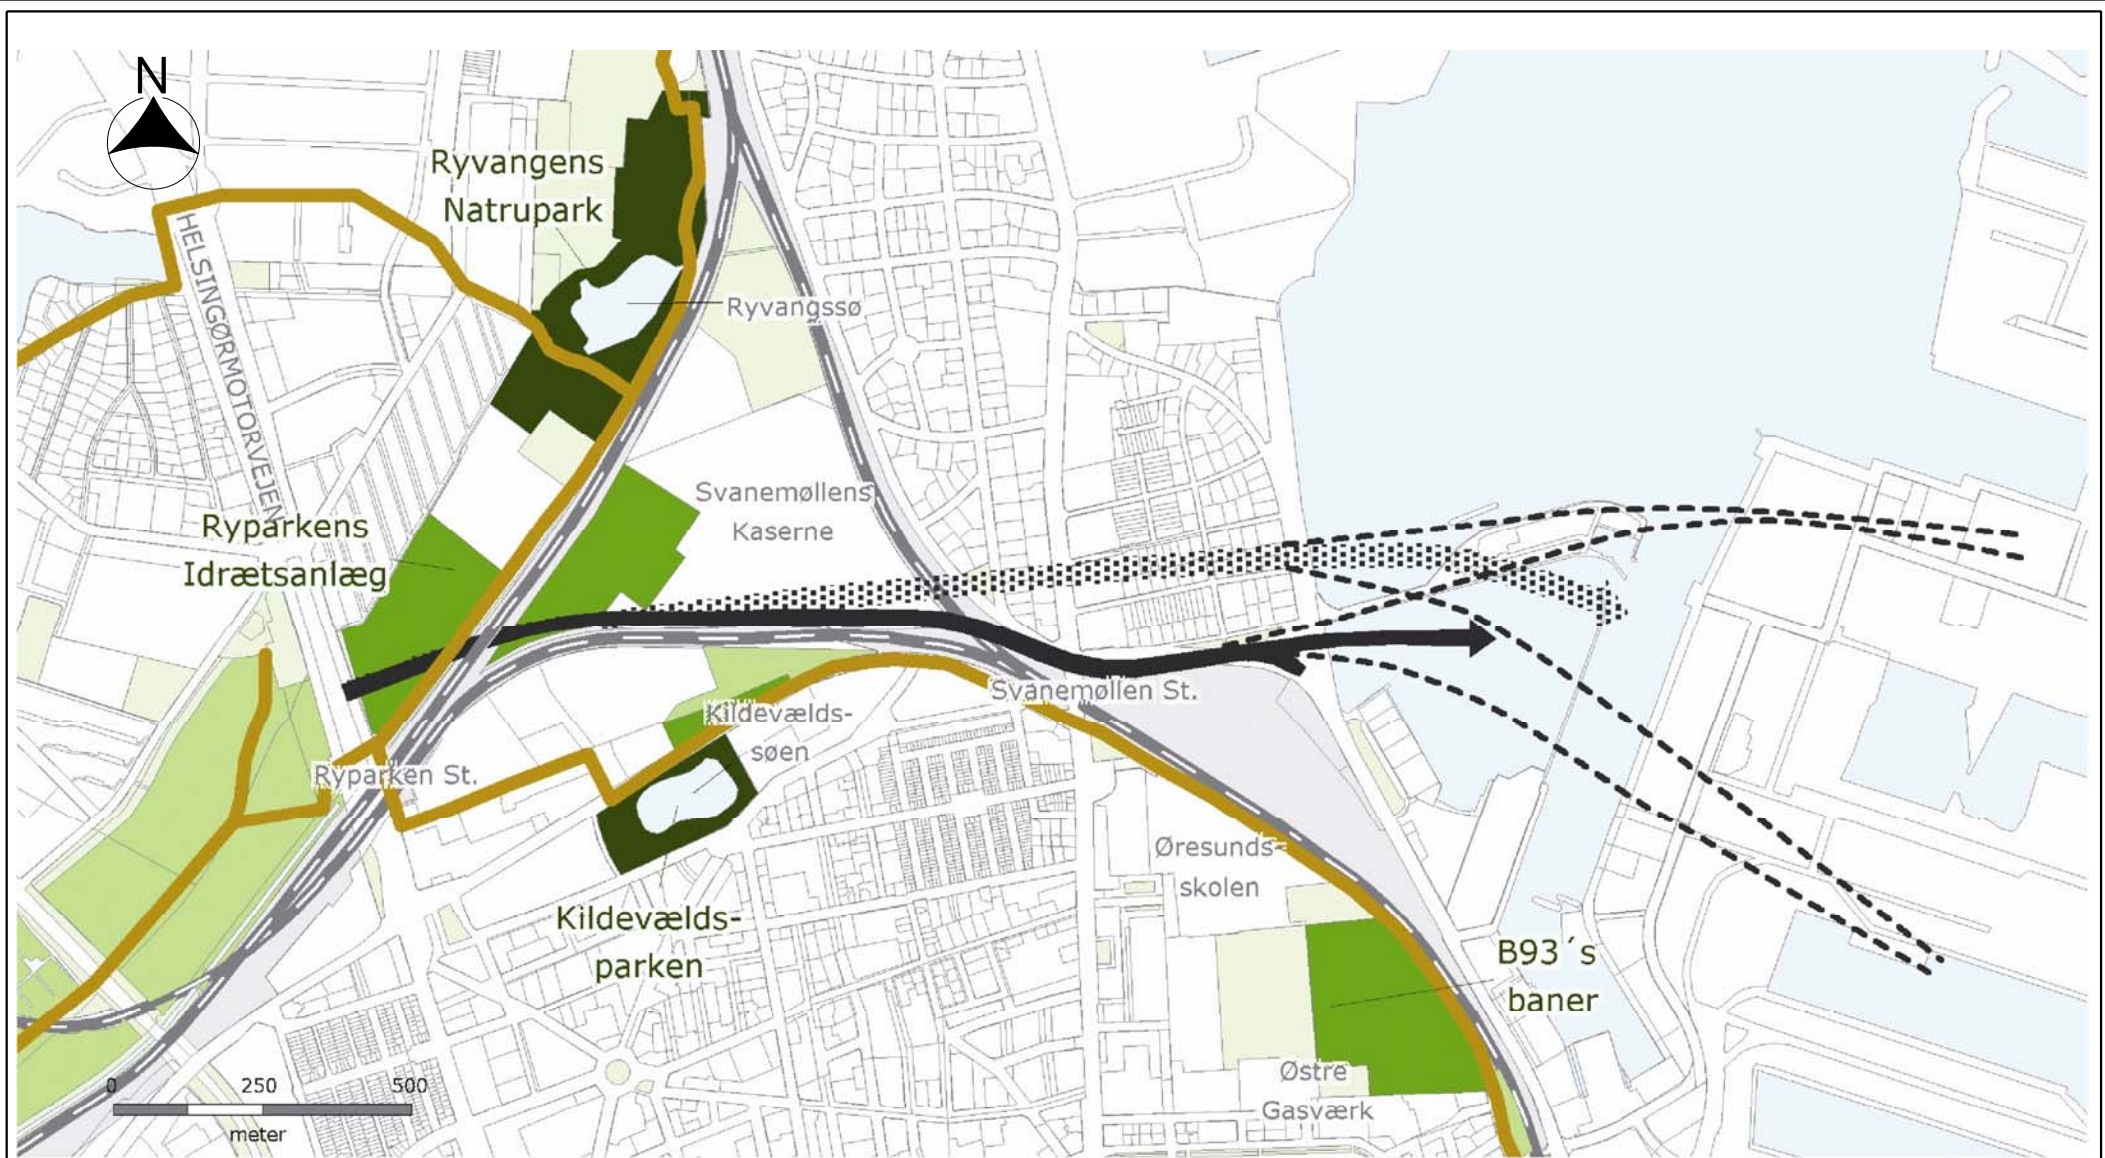 N
Ryvangens
Natrupark
HELSINGØRMOTORVEJEN
Ryvangssø
Svanemøllens
Kaserne
Ryparkens
Idrætsanlæg
Svanemøllen St.
Kildevælds-
søen
Ryparken St.
Øresunds-
skolen
Kildevælds-
parken
B93´s
baner
Østre
Gasværk
0 250 500
meter